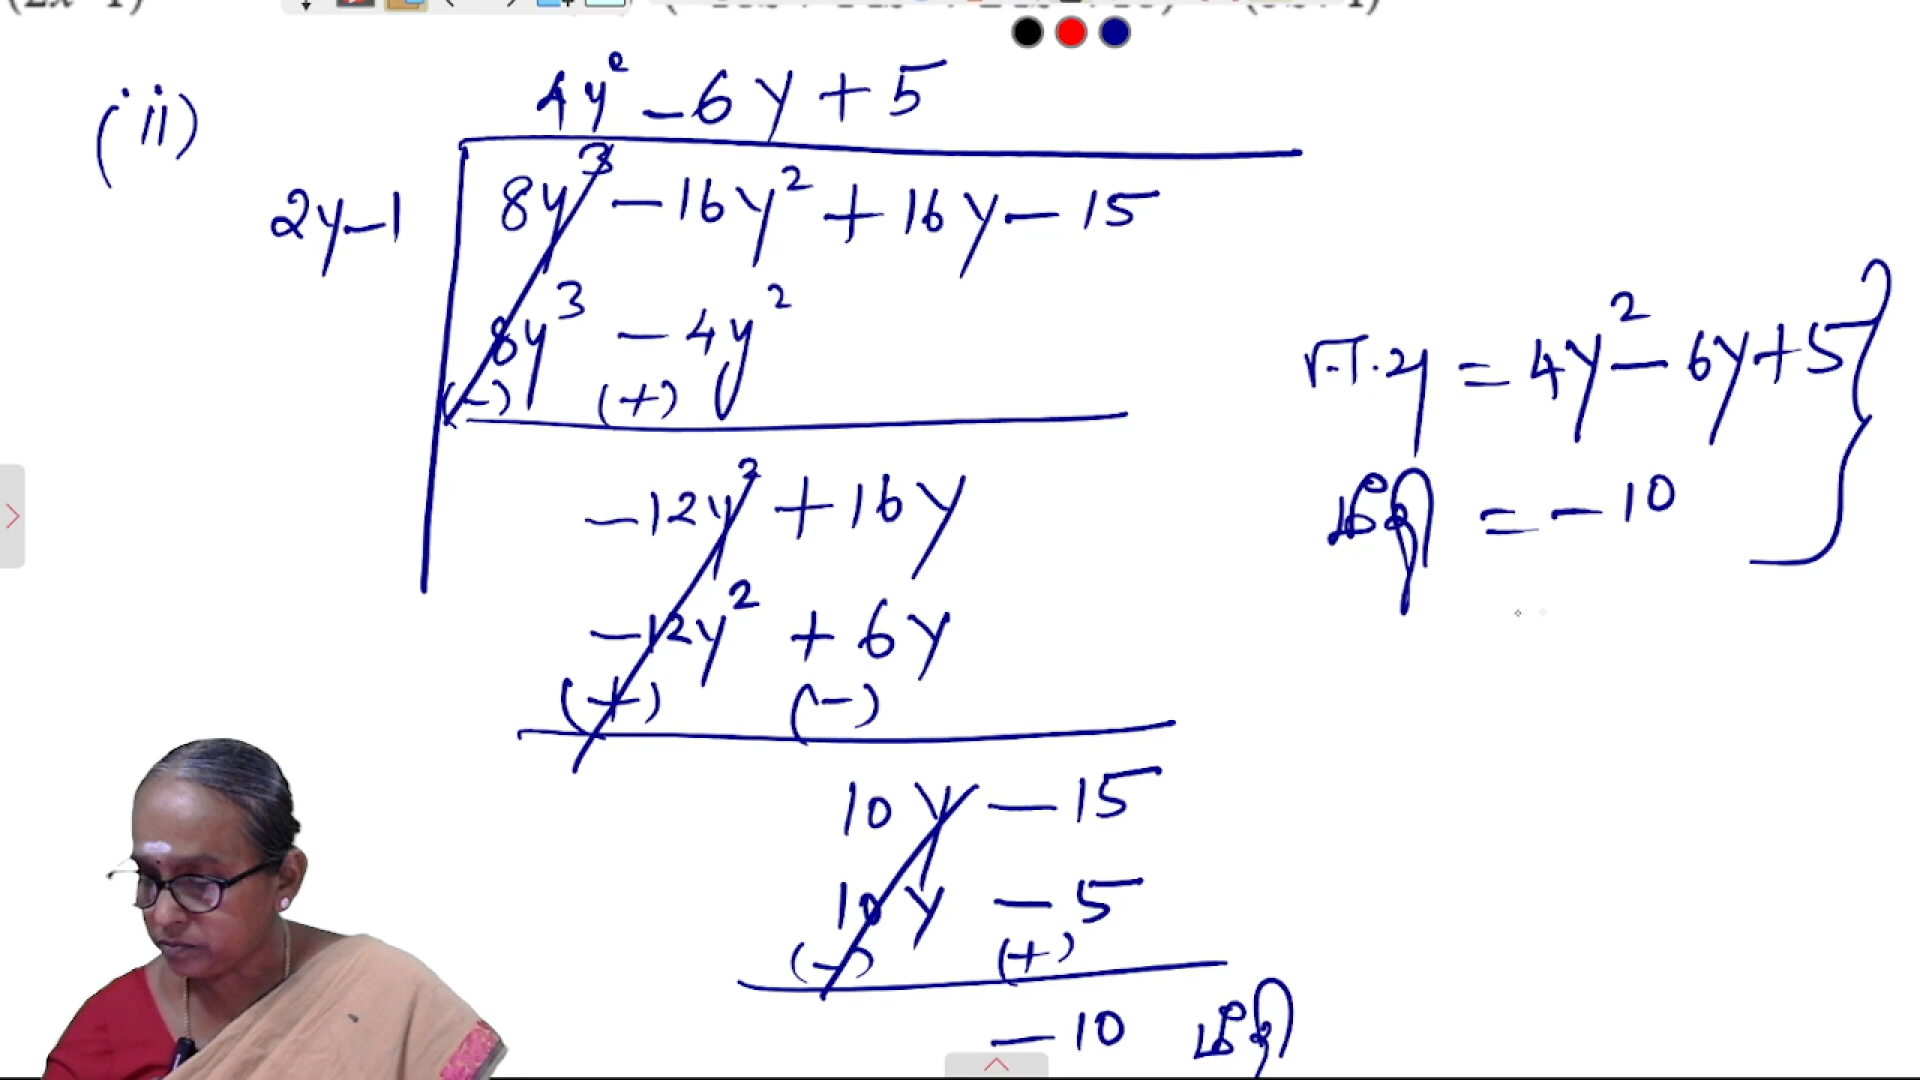 (ii)
4y² - 6y + 5
2y-1
8y³ - 16y² + 16y - 15
8y³ - 4y²
(-) (+)
-12y² + 16y
-12y² + 6y
(+) (-)
10y - 15
10y - 5
(-) (+)
-10 மீதி
= 4y² - 6y + 5
மீதி = -10